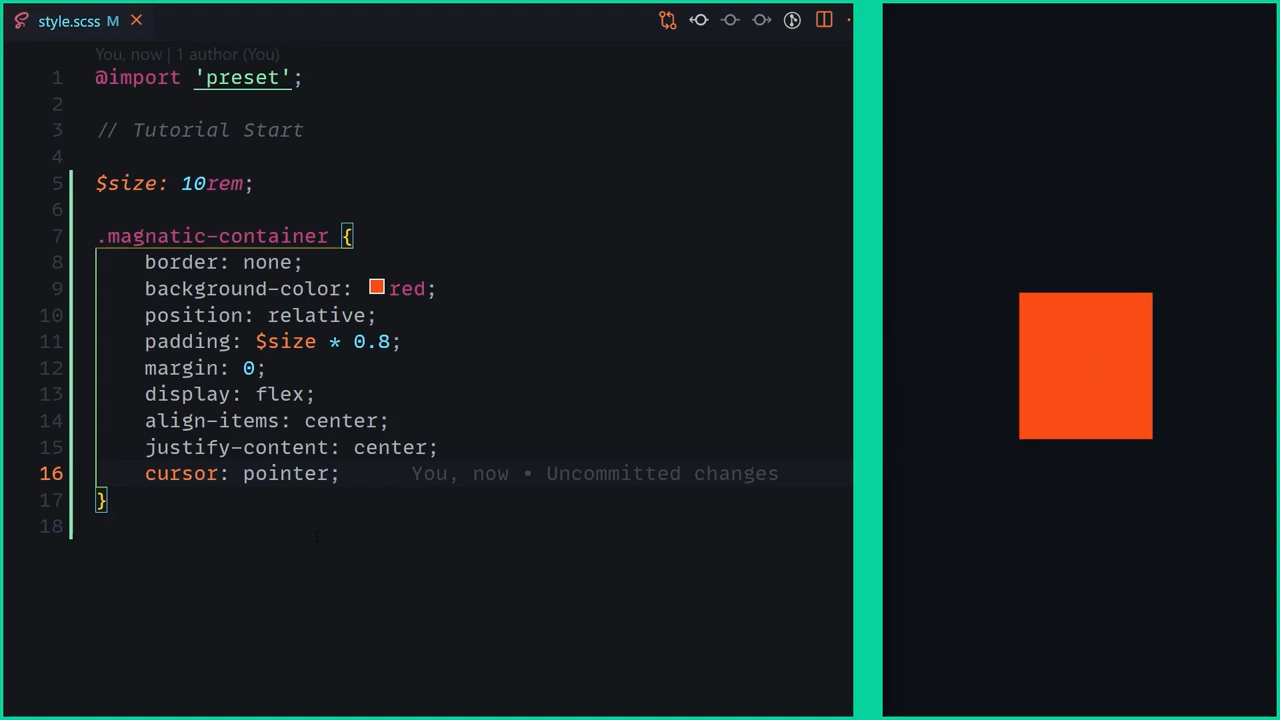 style.scss M
You, now | 1 author (You)
1 @import 'preset';
2
3 // Tutorial Start
4
5 $size: 10rem;
6
7 .magnatic-container {
8 border: none;
9 background-color: red;
10 position: relative;
11 padding: $size * 0.8;
12 margin: 0;
13 display: flex;
14 align-items: center;
15 justify-content: center;
16 cursor: pointer; You, now • Uncommitted changes
17 }
18